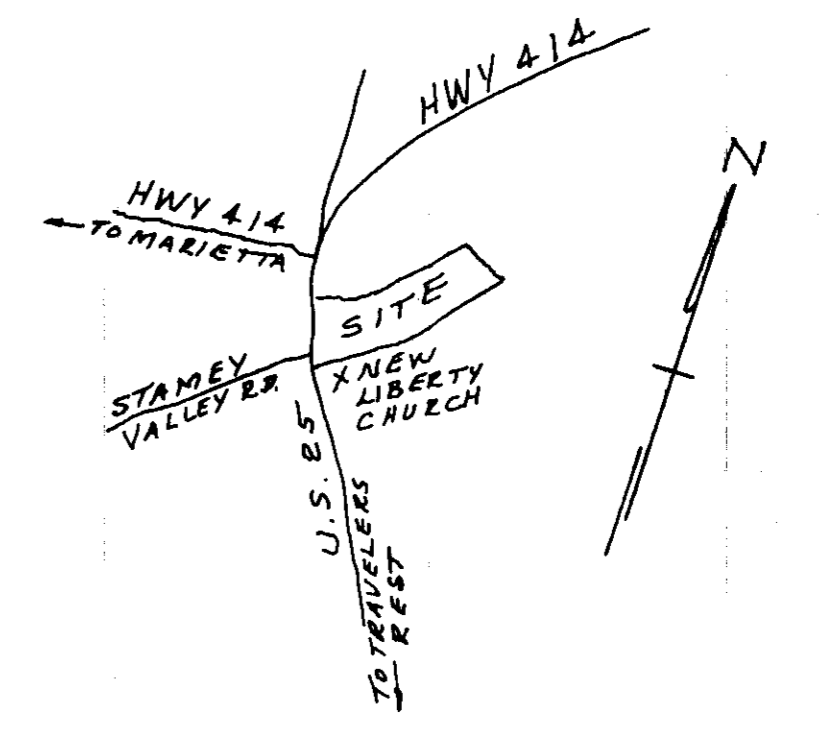 HWY 414
N
HWY 414
TO MARIETTA
SITE
STAMEY
VALLEY RD.
X NEW
LIBERTY
CHURCH
U.S. 25
TO TRAVELERS
REST